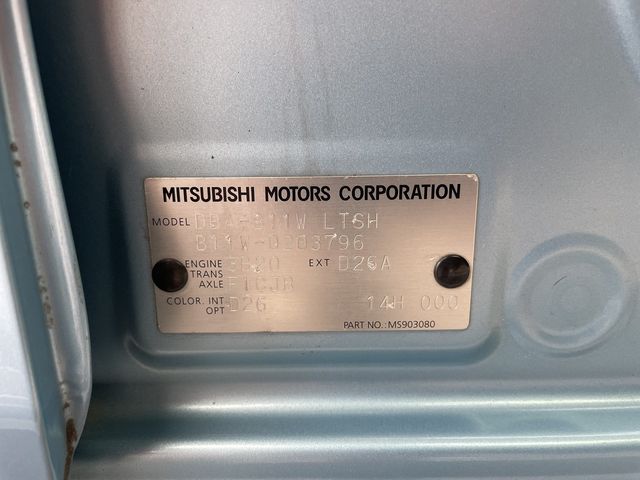 MITSUBISHI MOTORS CORPORATION
MODEL DBA-B11W LTSH
B11W-0203796
ENGINE 3B20 EXT D26A
TRANS
AXLE F1CJB
COLOR. INT D26 14H 000
OPT
PART NO.: MS903080